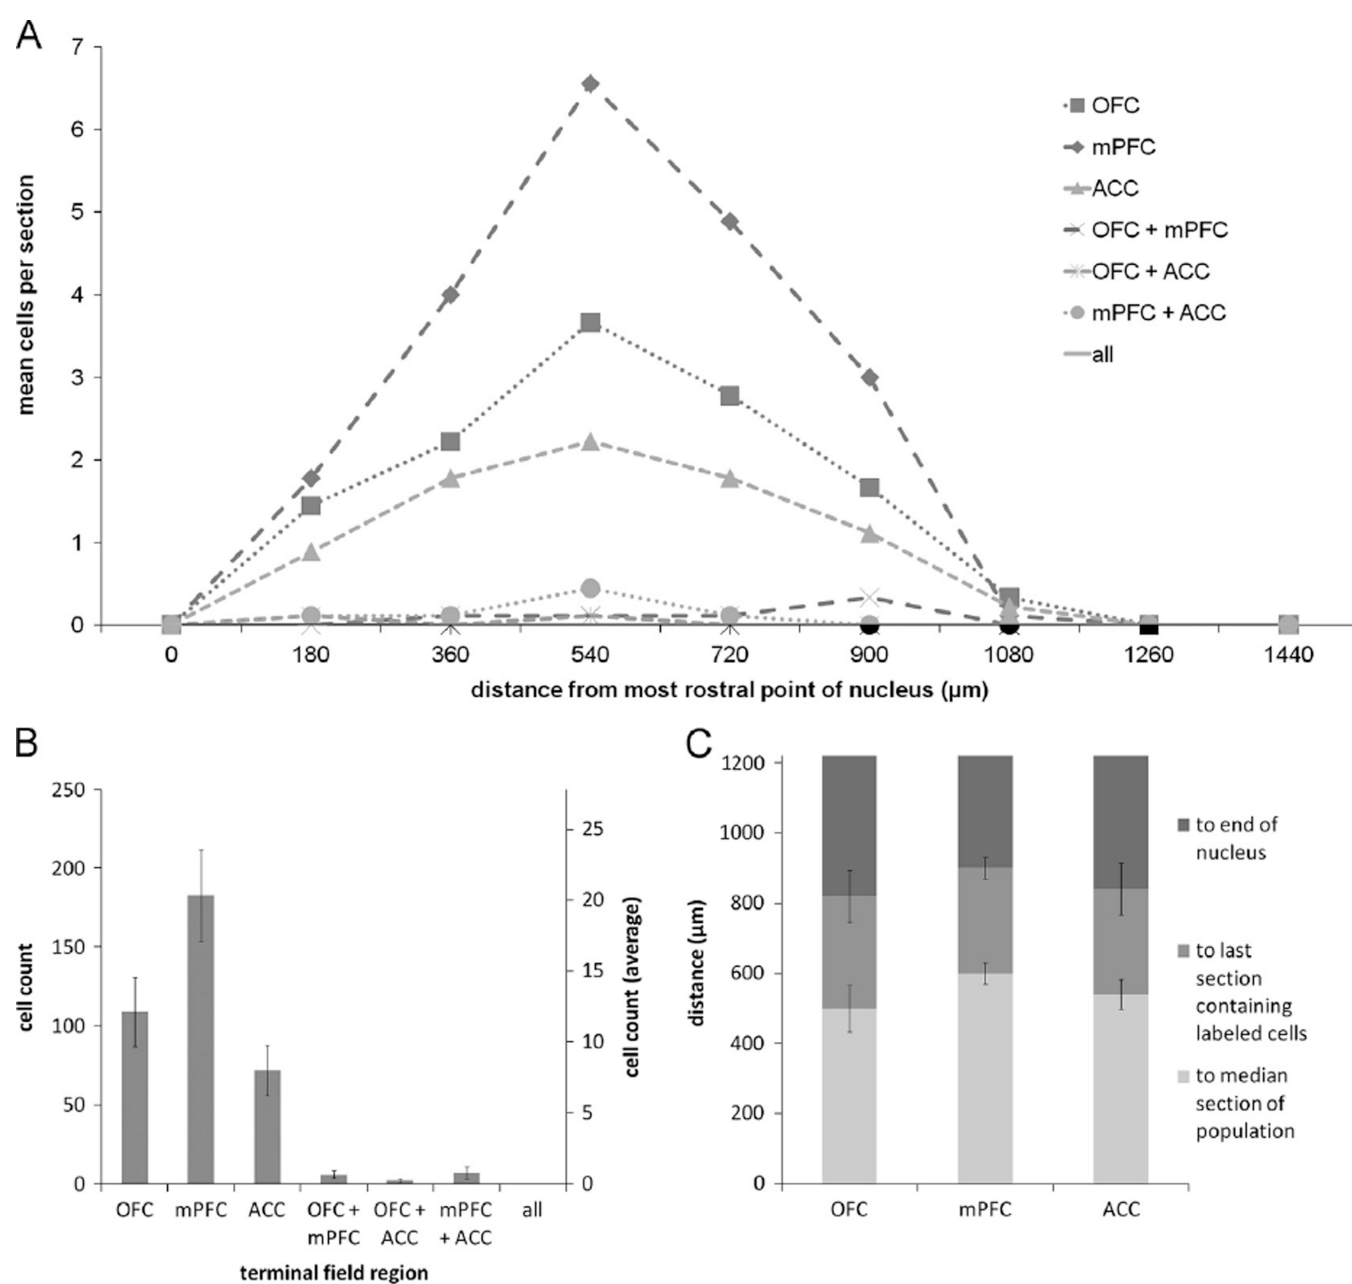 A
7
6
5
4
3
2
1
0
mean cells per section
OFC
mPFC
ACC
OFC + mPFC
OFC + ACC
mPFC + ACC
all
0 180 360 540 720 900 1080 1260 1440
distance from most rostral point of nucleus (µm)
B
250
200
150
100
50
0
cell count
25
20
15
10
5
0
cell count (average)
OFC mPFC ACC OFC + OFC + mPFC all
mPFC ACC + ACC
terminal field region
C
1200
1000
800
600
400
200
0
distance (µm)
OFC mPFC ACC
to end of
nucleus
to last
section
containing
labeled cells
to median
section of
population